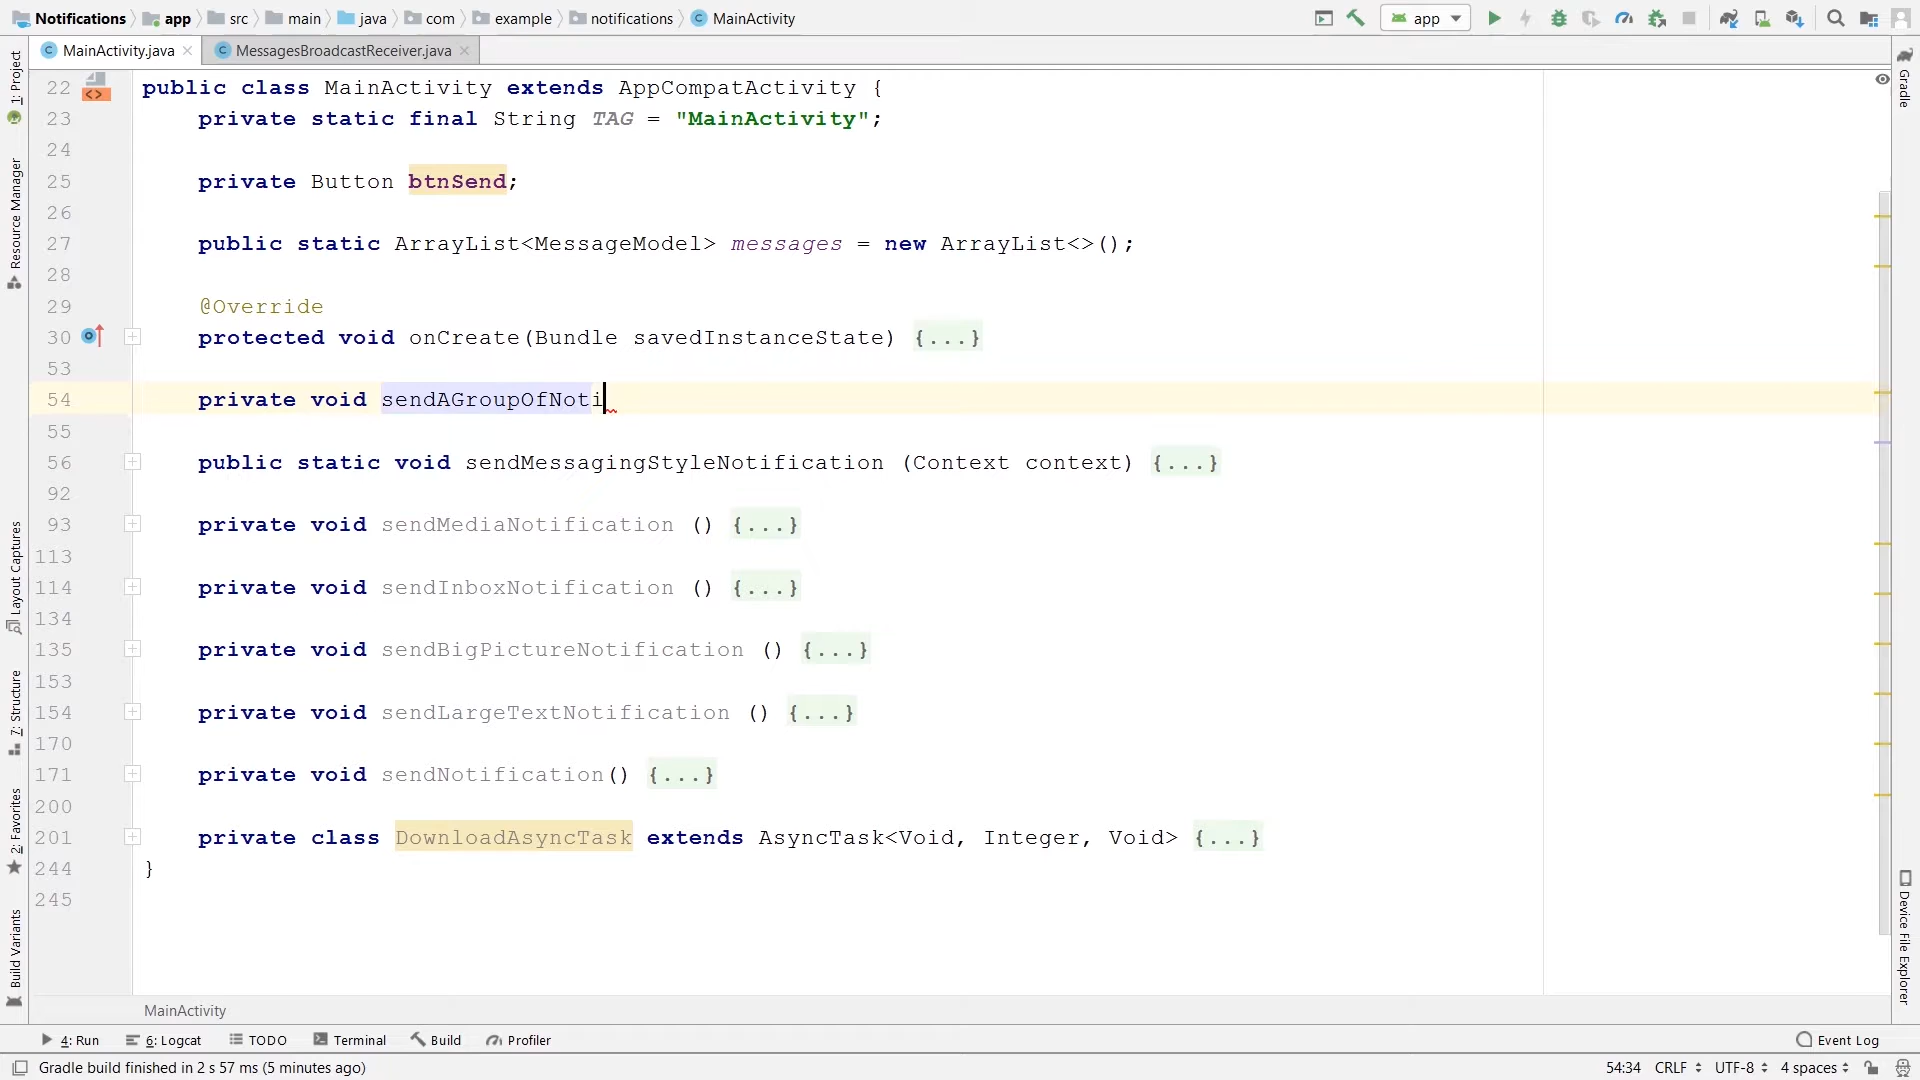 Notifications app src main java com example notifications MainActivity app
MainActivity.java MessagesBroadcastReceiver.java
22 public class MainActivity extends AppCompatActivity {
23 private static final String TAG = "MainActivity";
24
25 private Button btnSend;
26
27 public static ArrayList<MessageModel> messages = new ArrayList<>();
28
29 @Override
30 protected void onCreate(Bundle savedInstanceState) {...}
53
54 private void sendAGroupOfNoti
55
56 public static void sendMessagingStyleNotification (Context context) {...}
92
93 private void sendMediaNotification () {...}
113
114 private void sendInboxNotification () {...}
134
135 private void sendBigPictureNotification () {...}
153
154 private void sendLargeTextNotification () {...}
170
171 private void sendNotification() {...}
200
201 private class DownloadAsyncTask extends AsyncTask<Void, Integer, Void> {...}
244 }
245
MainActivity
1: Project
Resource Manager
Layout Captures
7: Structure
2: Favorites
Build Variants
Gradle
Device File Explorer
4: Run 6: Logcat TODO Terminal Build Profiler Event Log
Gradle build finished in 2 s 57 ms (5 minutes ago) 54:34 CRLF UTF-8 4 spaces